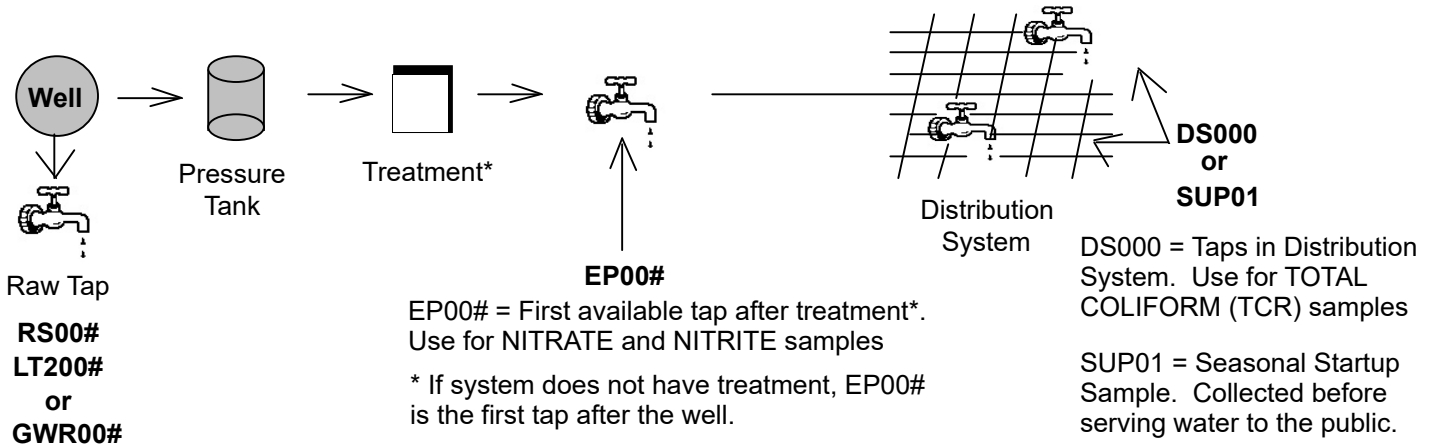 Well
Raw Tap
RS00#
LT200#
or
GWR00#
Pressure
Tank
Treatment*
EP00#
EP00# = First available tap after treatment*.
Use for NITRATE and NITRITE samples
* If system does not have treatment, EP00#
is the first tap after the well.
Distribution
System
DS000
or
SUP01
DS000 = Taps in Distribution
System. Use for TOTAL
COLIFORM (TCR) samples
SUP01 = Seasonal Startup
Sample. Collected before
serving water to the public.